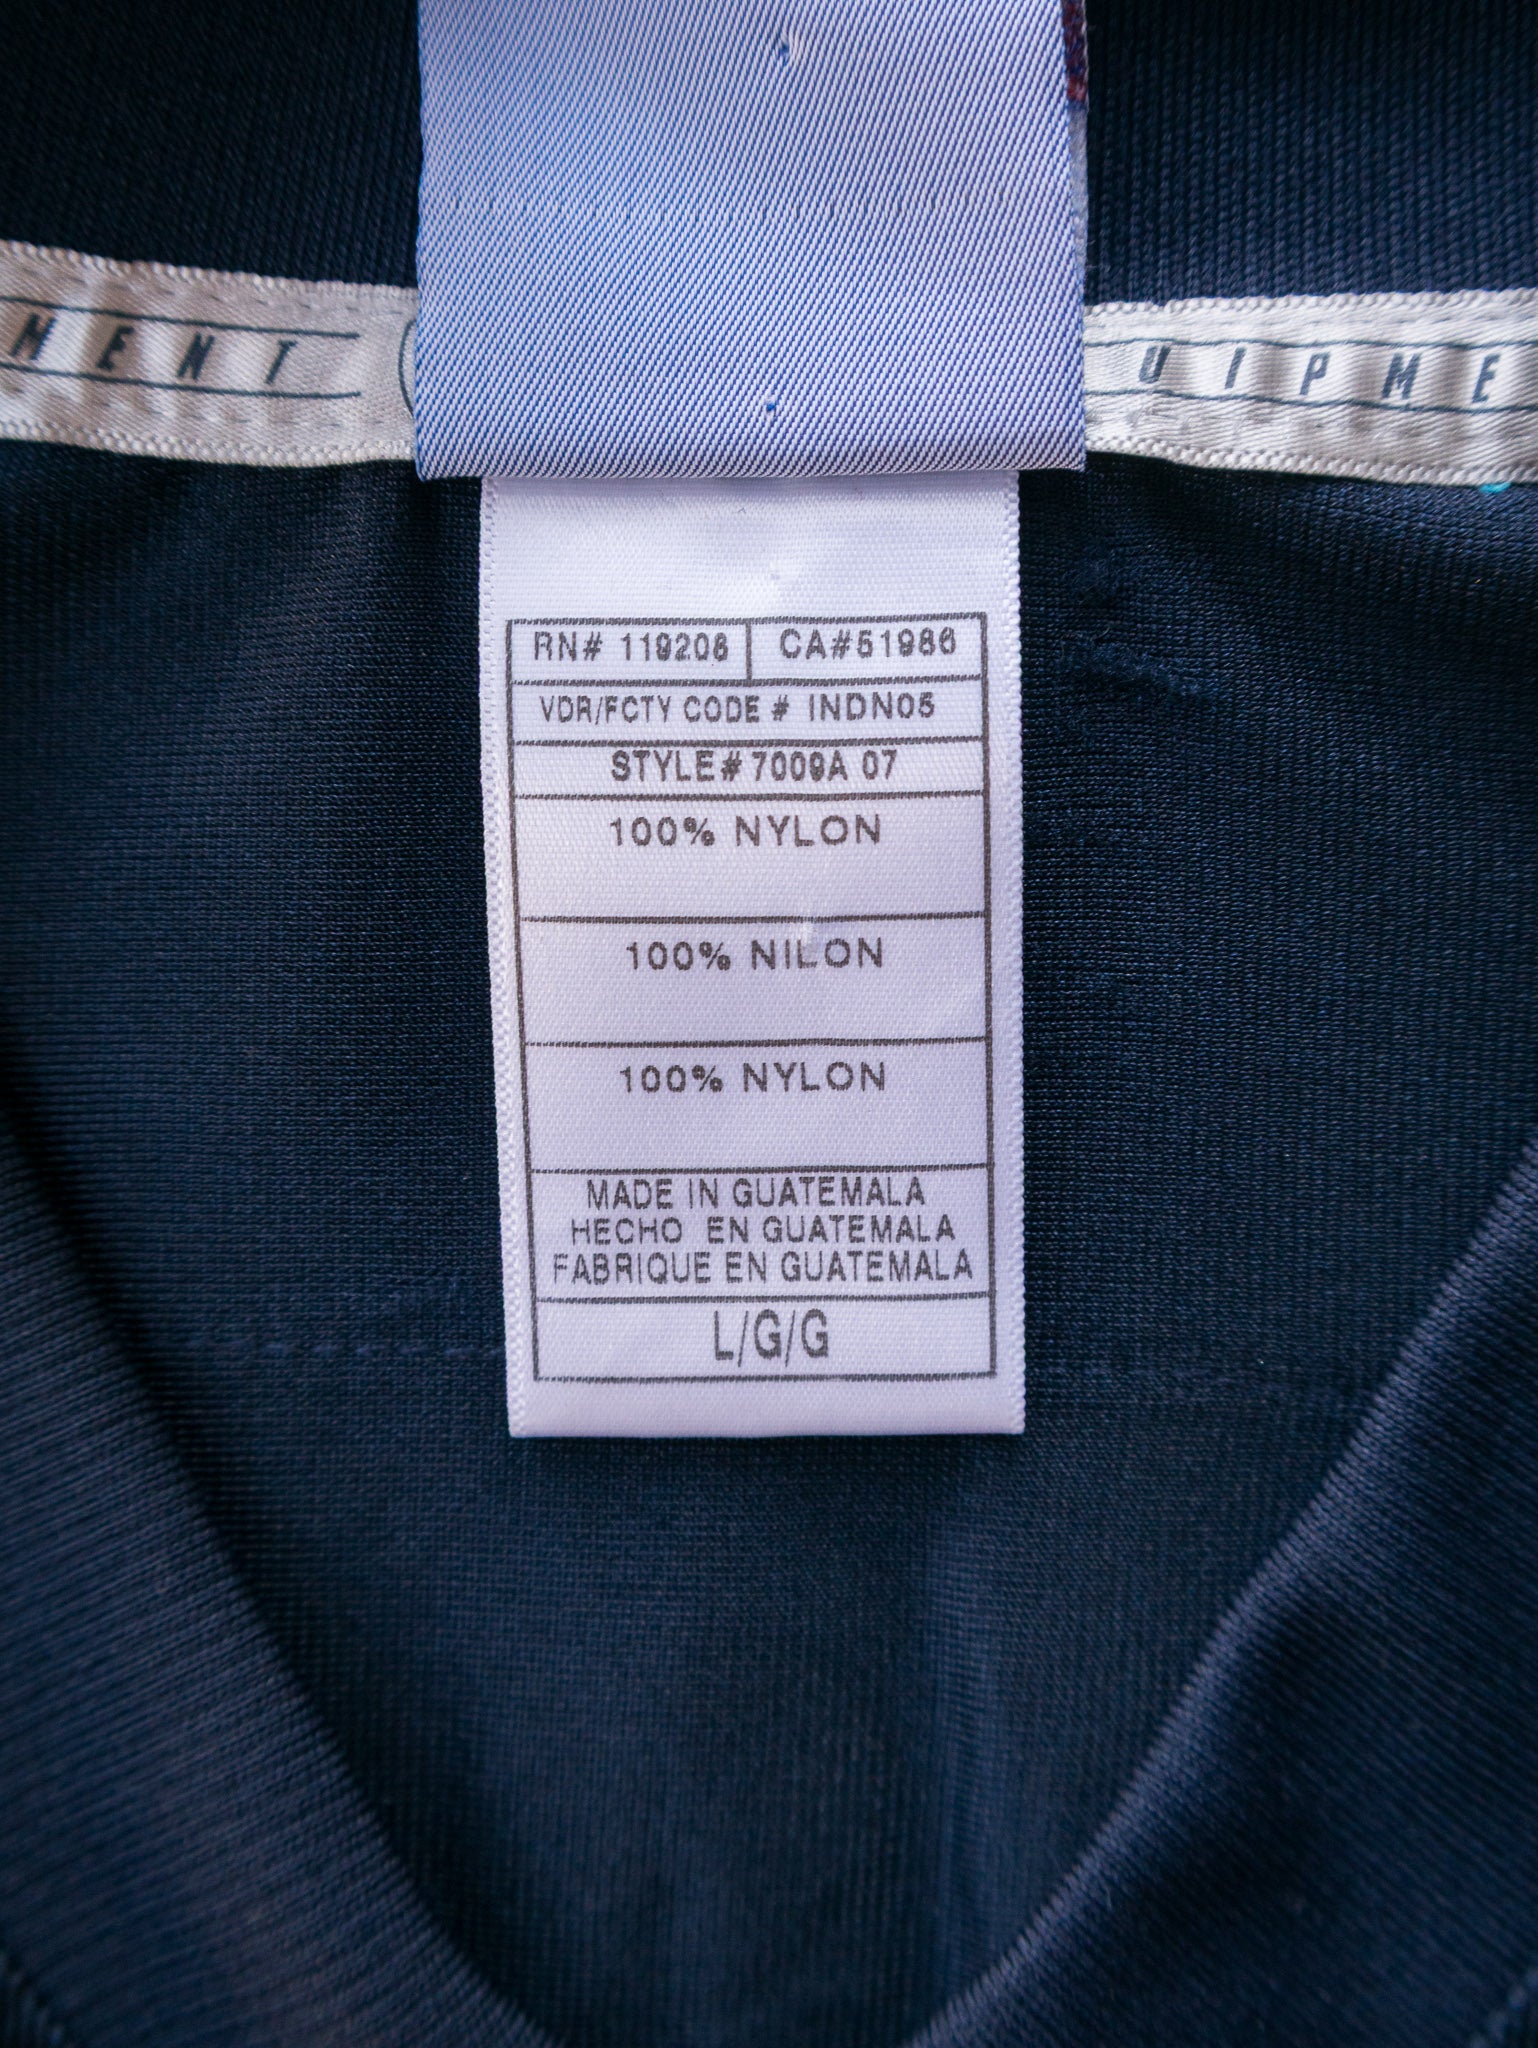 MENT
UIPME
RN# 119208 CA#51986
VDR/FCTY CODE # INDN05
STYLE# 7009A 07
100% NYLON
100% NILON
100% NYLON
MADE IN GUATEMALA
HECHO EN GUATEMALA
FABRIQUE EN GUATEMALA
L/G/G